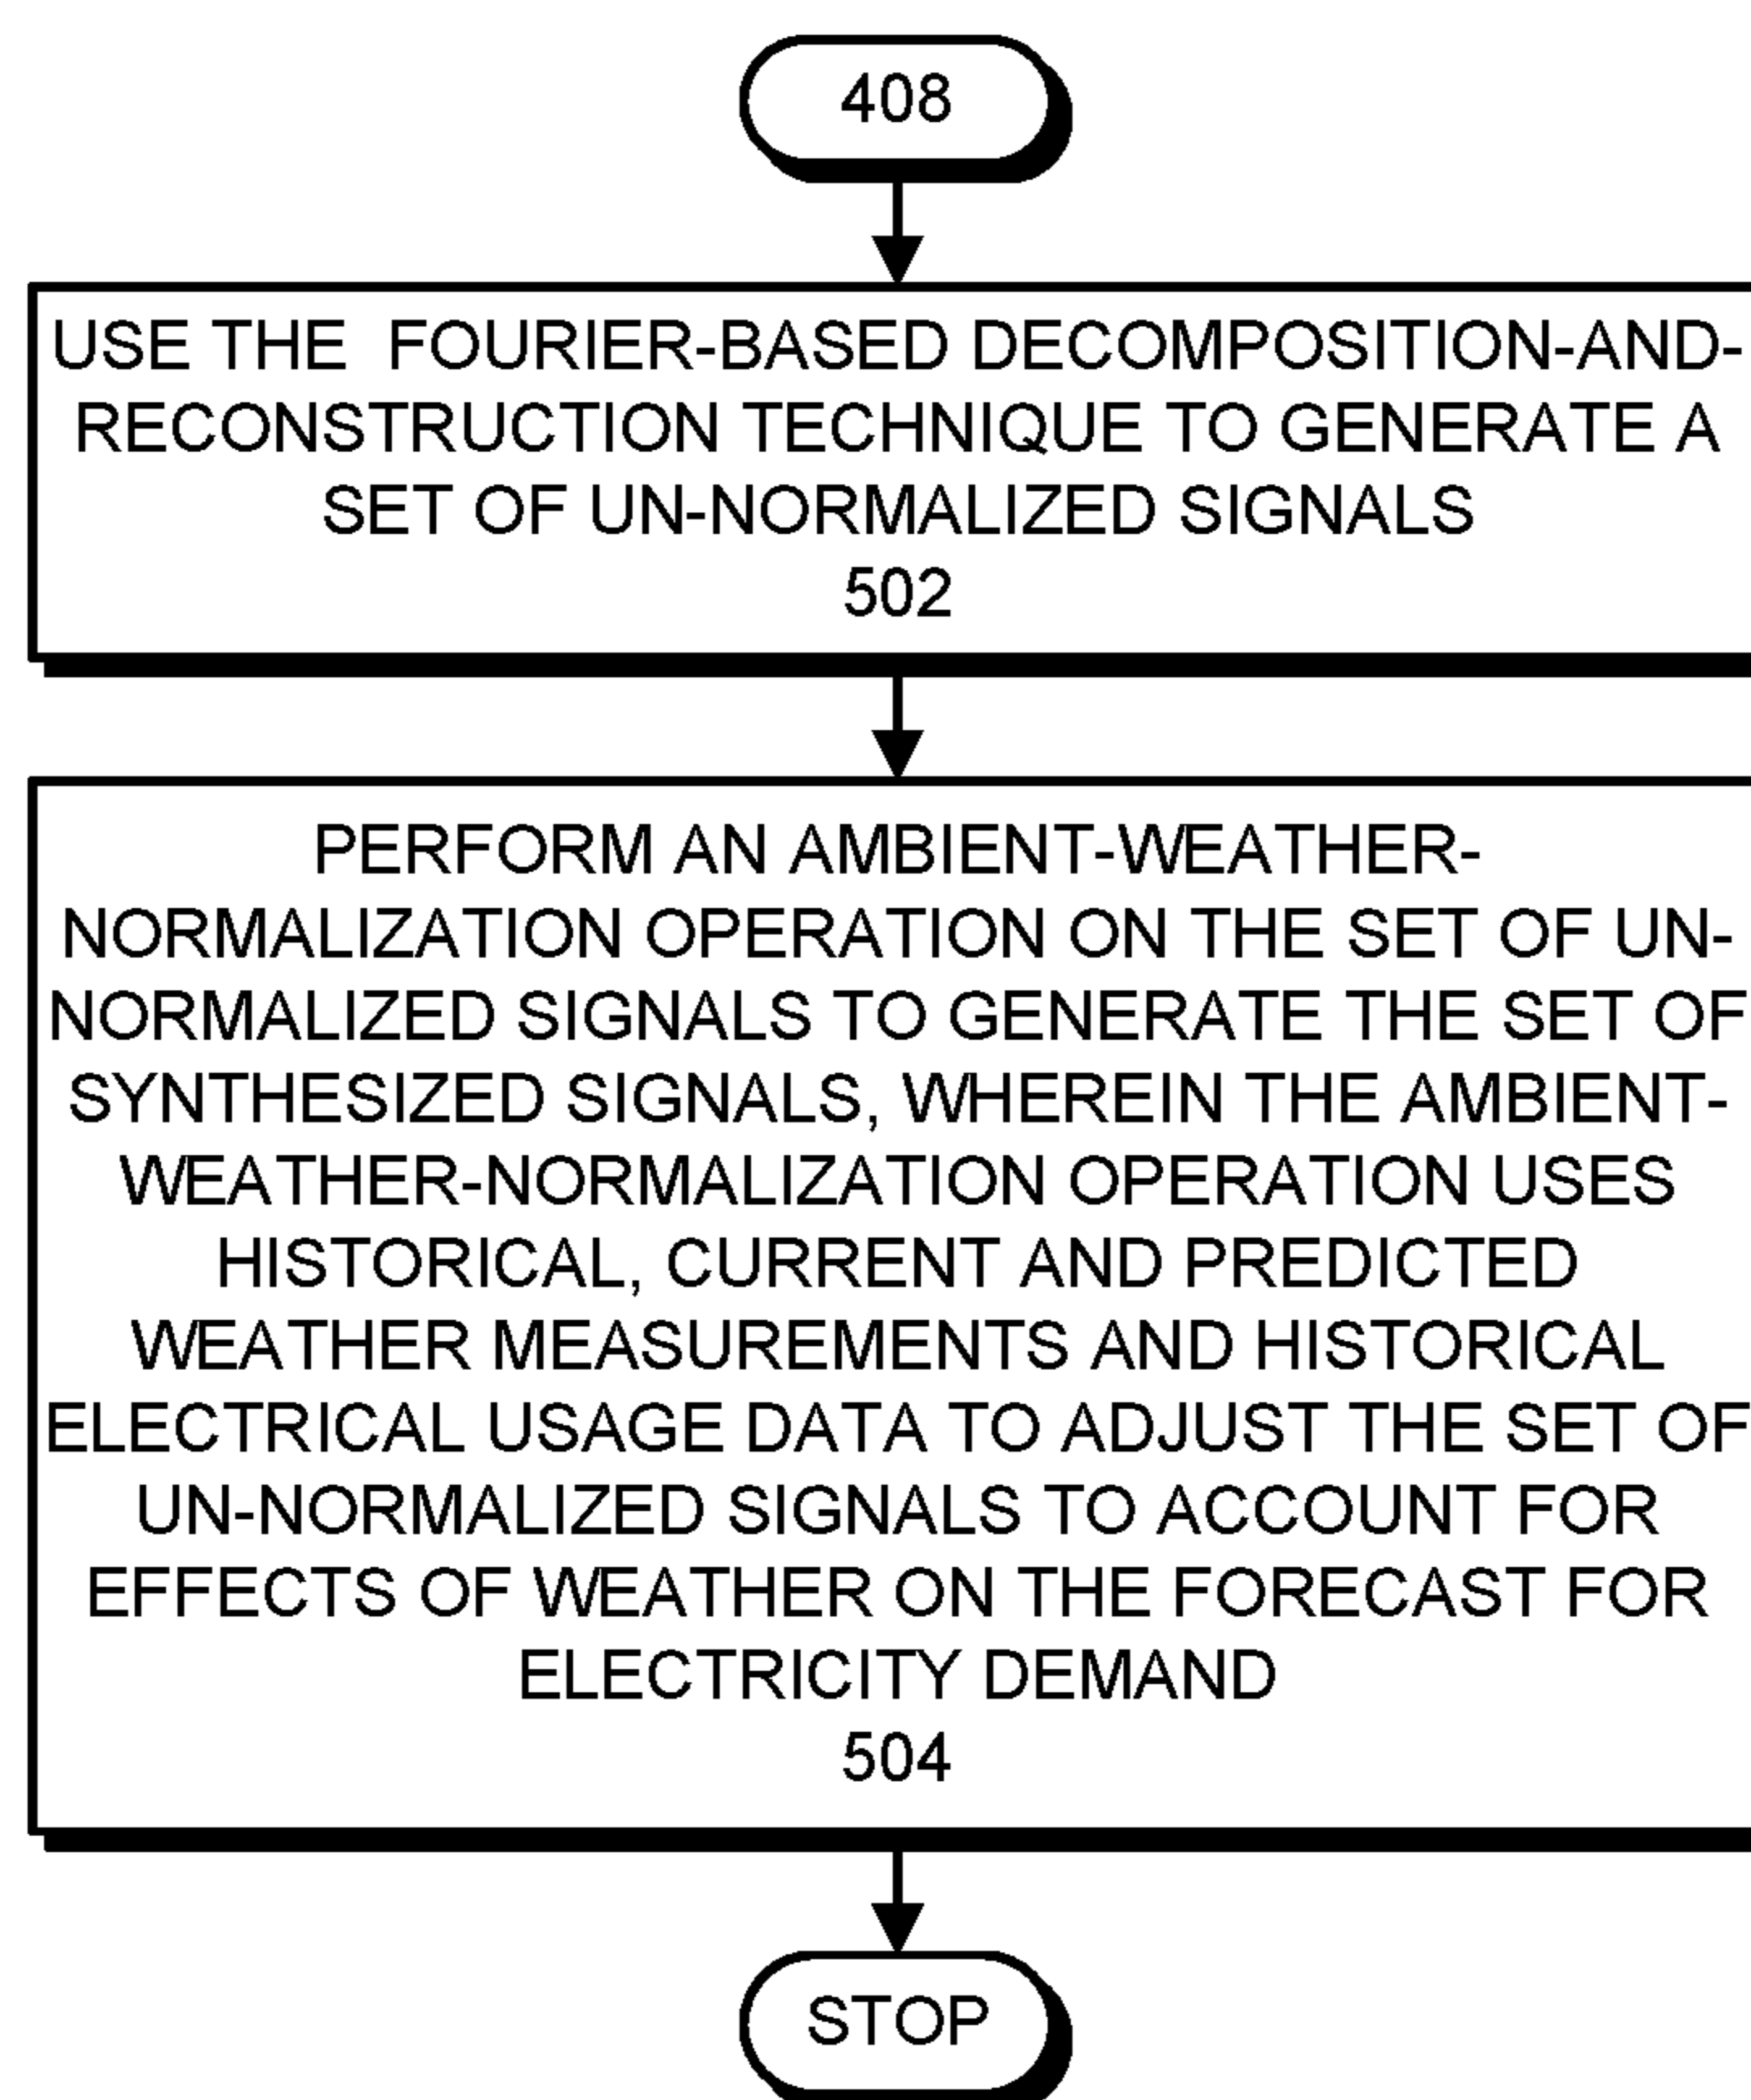 408
USE THE FOURIER-BASED DECOMPOSITION-AND-
RECONSTRUCTION TECHNIQUE TO GENERATE A
SET OF UN-NORMALIZED SIGNALS
502
PERFORM AN AMBIENT-WEATHER-
NORMALIZATION OPERATION ON THE SET OF UN-
NORMALIZED SIGNALS TO GENERATE THE SET OF
SYNTHESIZED SIGNALS, WHEREIN THE AMBIENT-
WEATHER-NORMALIZATION OPERATION USES
HISTORICAL, CURRENT AND PREDICTED
WEATHER MEASUREMENTS AND HISTORICAL
ELECTRICAL USAGE DATA TO ADJUST THE SET OF
UN-NORMALIZED SIGNALS TO ACCOUNT FOR
EFFECTS OF WEATHER ON THE FORECAST FOR
ELECTRICITY DEMAND
504
STOP